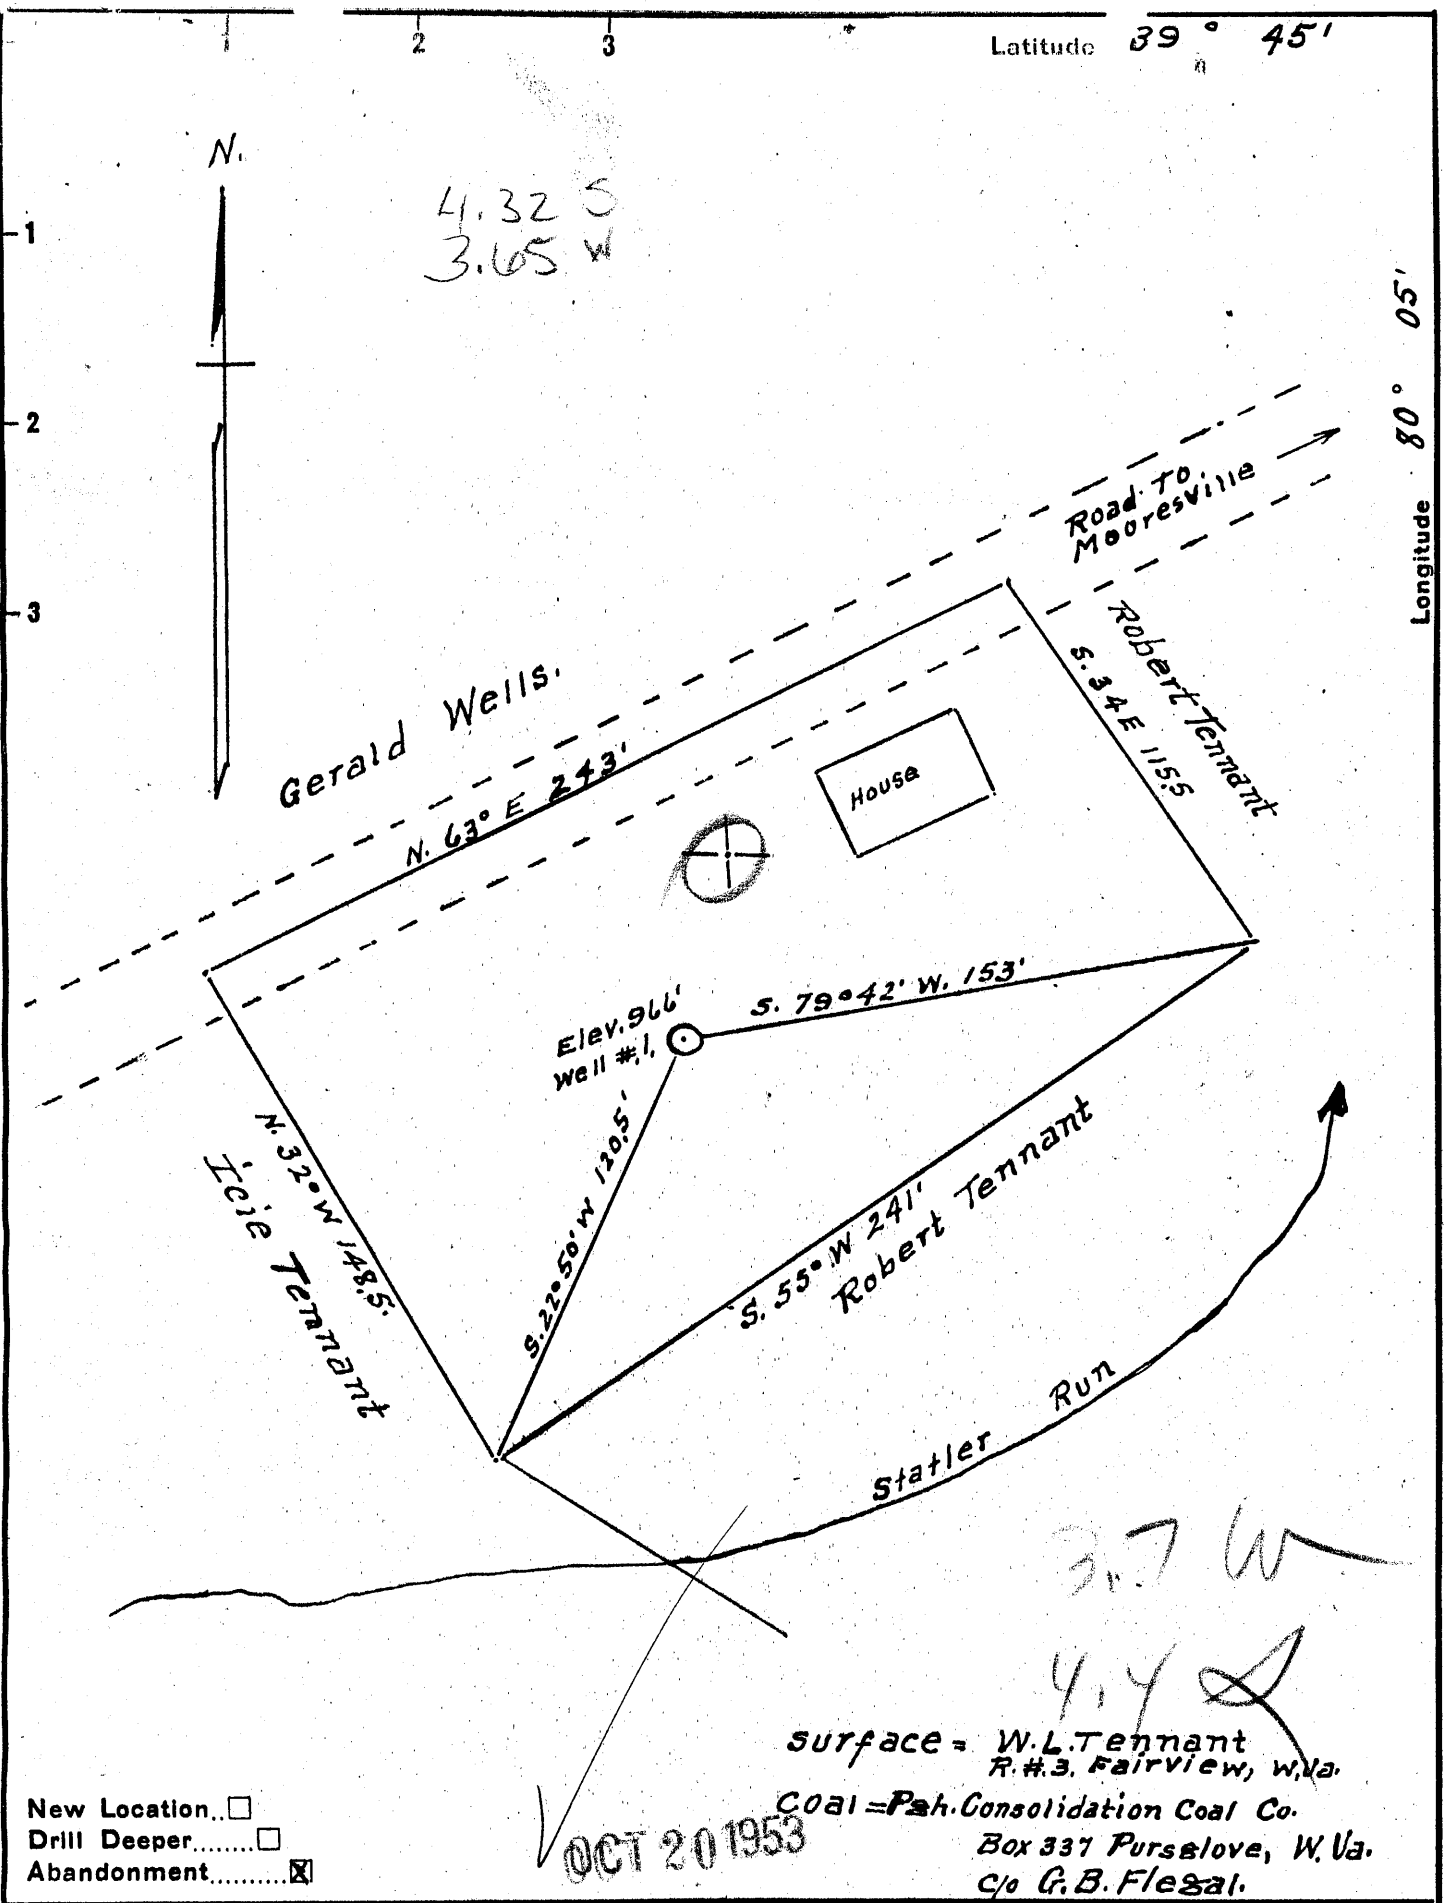 2
3
Latitude 39° 45'
N.
4.32 S
3.65 W
1
2
3
Longitude 80° 05'
Road To.
Mooresville
Gerald Wells.
N. 63° E 243'
Robert Tennant
S. 34 E 115.5
House
S. 79°42' W. 153'
Elev. 966'
Well #1,
S. 22°50' W 120.5'
N. 32° W 148.5.
Icie Tennant
S. 55° W 241'
Robert Tennant
Statler Run
3.7 W
4.4 S
Surface = W.L. Tennant
R.#.3. Fairview, W.Va.
Coal = Pgh. Consolidation Coal Co.
Box 337 Pursglove, W. Va.
c/o G.B. Flegal.
New Location..☐
Drill Deeper........☐
Abandonment..........☒
OCT 20 1953